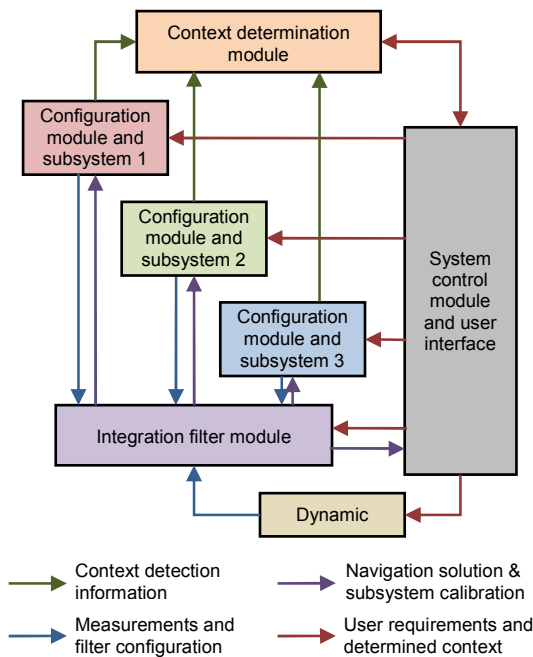 Context determination
module
Configuration
module and
subsystem 1
Configuration
module and
subsystem 2
System
control
module
and user
interface
Configuration
module and
subsystem 3
Integration filter module
Dynamic
Context detection
information
Navigation solution &
subsystem calibration
Measurements and
filter configuration
User requirements and
determined context